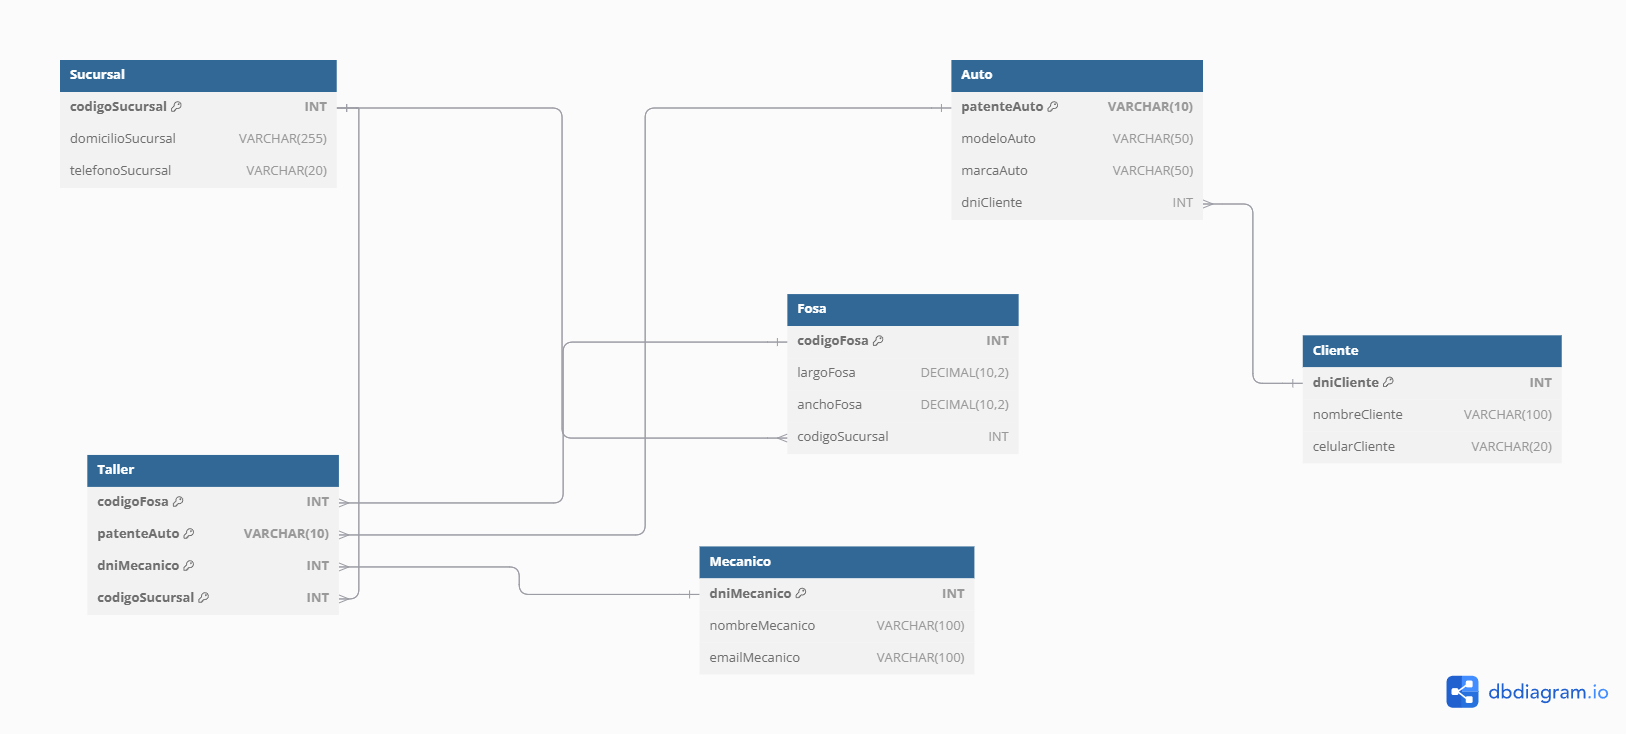 Sucursal
codigoSucursal INT
domicilioSucursal VARCHAR(255)
telefonoSucursal VARCHAR(20)
Auto
patenteAuto VARCHAR(10)
modeloAuto VARCHAR(50)
marcaAuto VARCHAR(50)
dniCliente INT
Fosa
codigoFosa INT
largoFosa DECIMAL(10,2)
anchoFosa DECIMAL(10,2)
codigoSucursal INT
Cliente
dniCliente INT
nombreCliente VARCHAR(100)
celularCliente VARCHAR(20)
Taller
codigoFosa INT
patenteAuto VARCHAR(10)
dniMecanico INT
codigoSucursal INT
Mecanico
dniMecanico INT
nombreMecanico VARCHAR(100)
emailMecanico VARCHAR(100)
dbdiagram.io